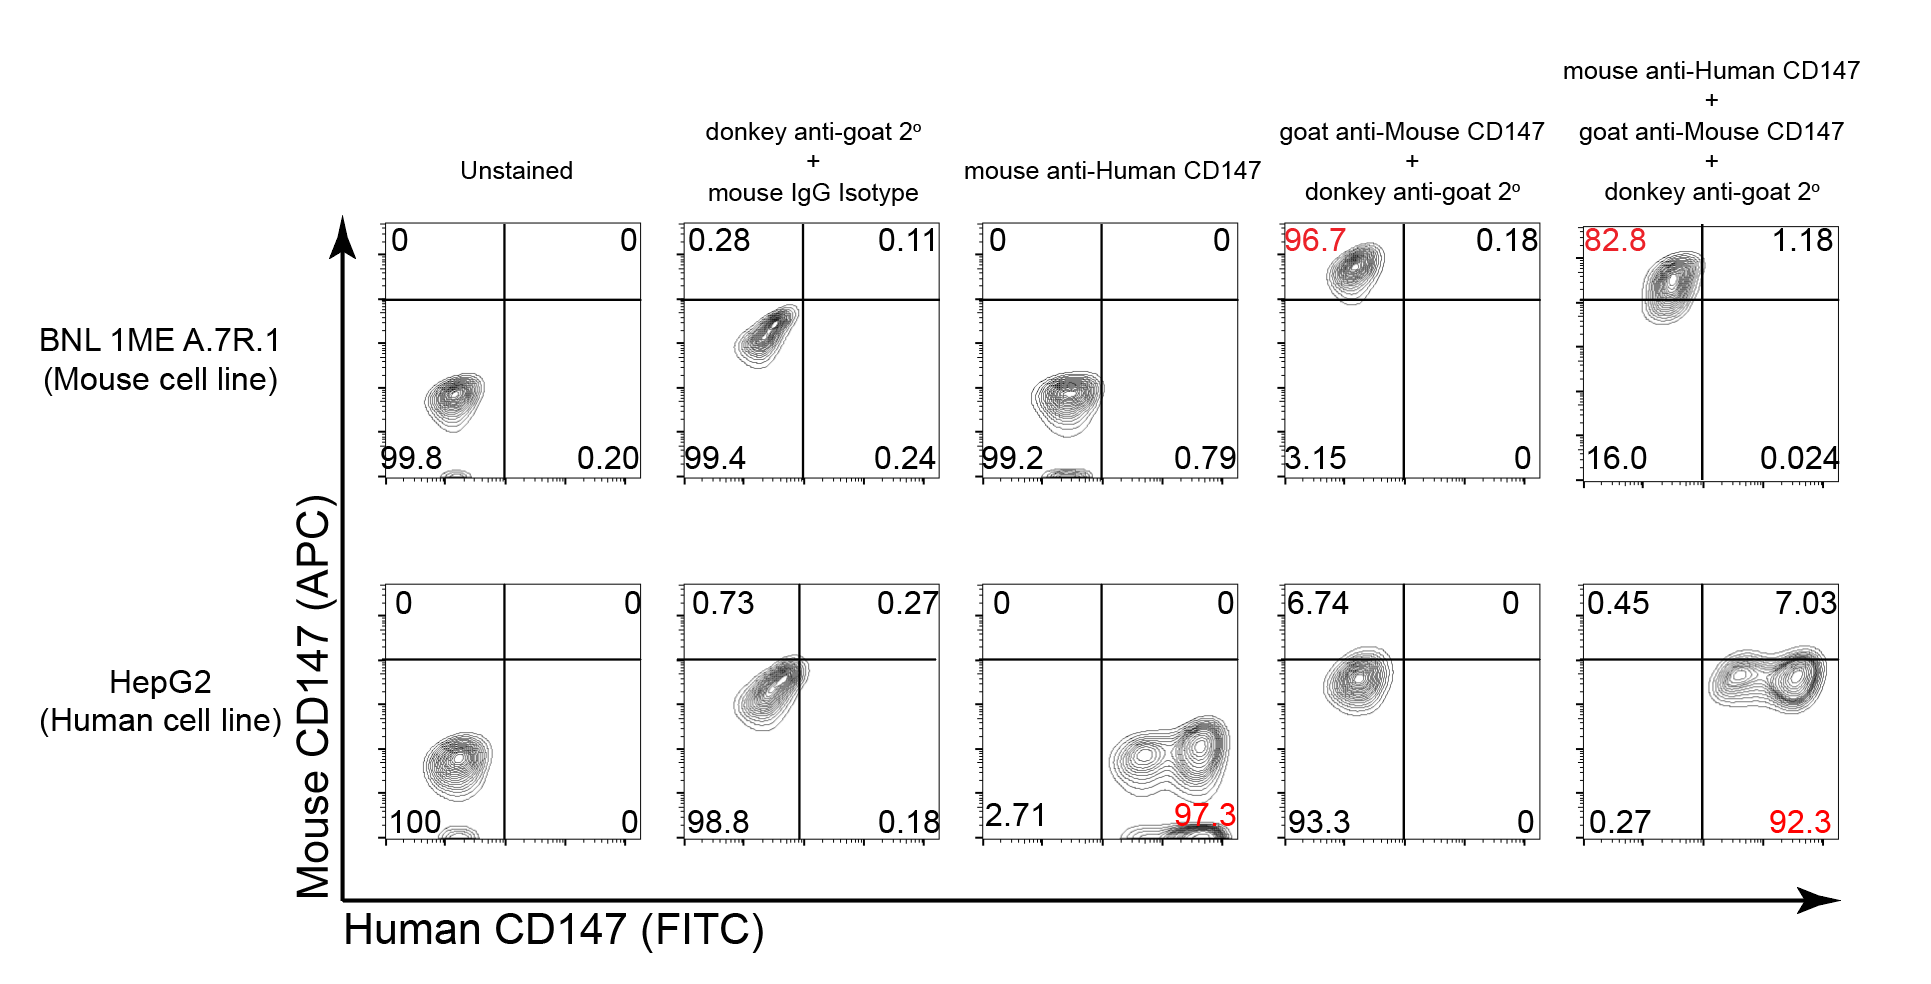 Unstained
donkey anti-goat 2º
+
mouse IgG Isotype
mouse anti-Human CD147
goat anti-Mouse CD147
+
donkey anti-goat 2º
mouse anti-Human CD147
+
goat anti-Mouse CD147
+
donkey anti-goat 2º
BNL 1ME A.7R.1
(Mouse cell line)
0 0
99.8 0.20
0.28 0.11
99.4 0.24
0 0
99.2 0.79
96.7 0.18
3.15 0
82.8 1.18
16.0 0.024
HepG2
(Human cell line)
0 0
100 0
0.73 0.27
98.8 0.18
0 0
2.71 97.3
6.74 0
93.3 0
0.45 7.03
0.27 92.3
Mouse CD147 (APC)
Human CD147 (FITC)